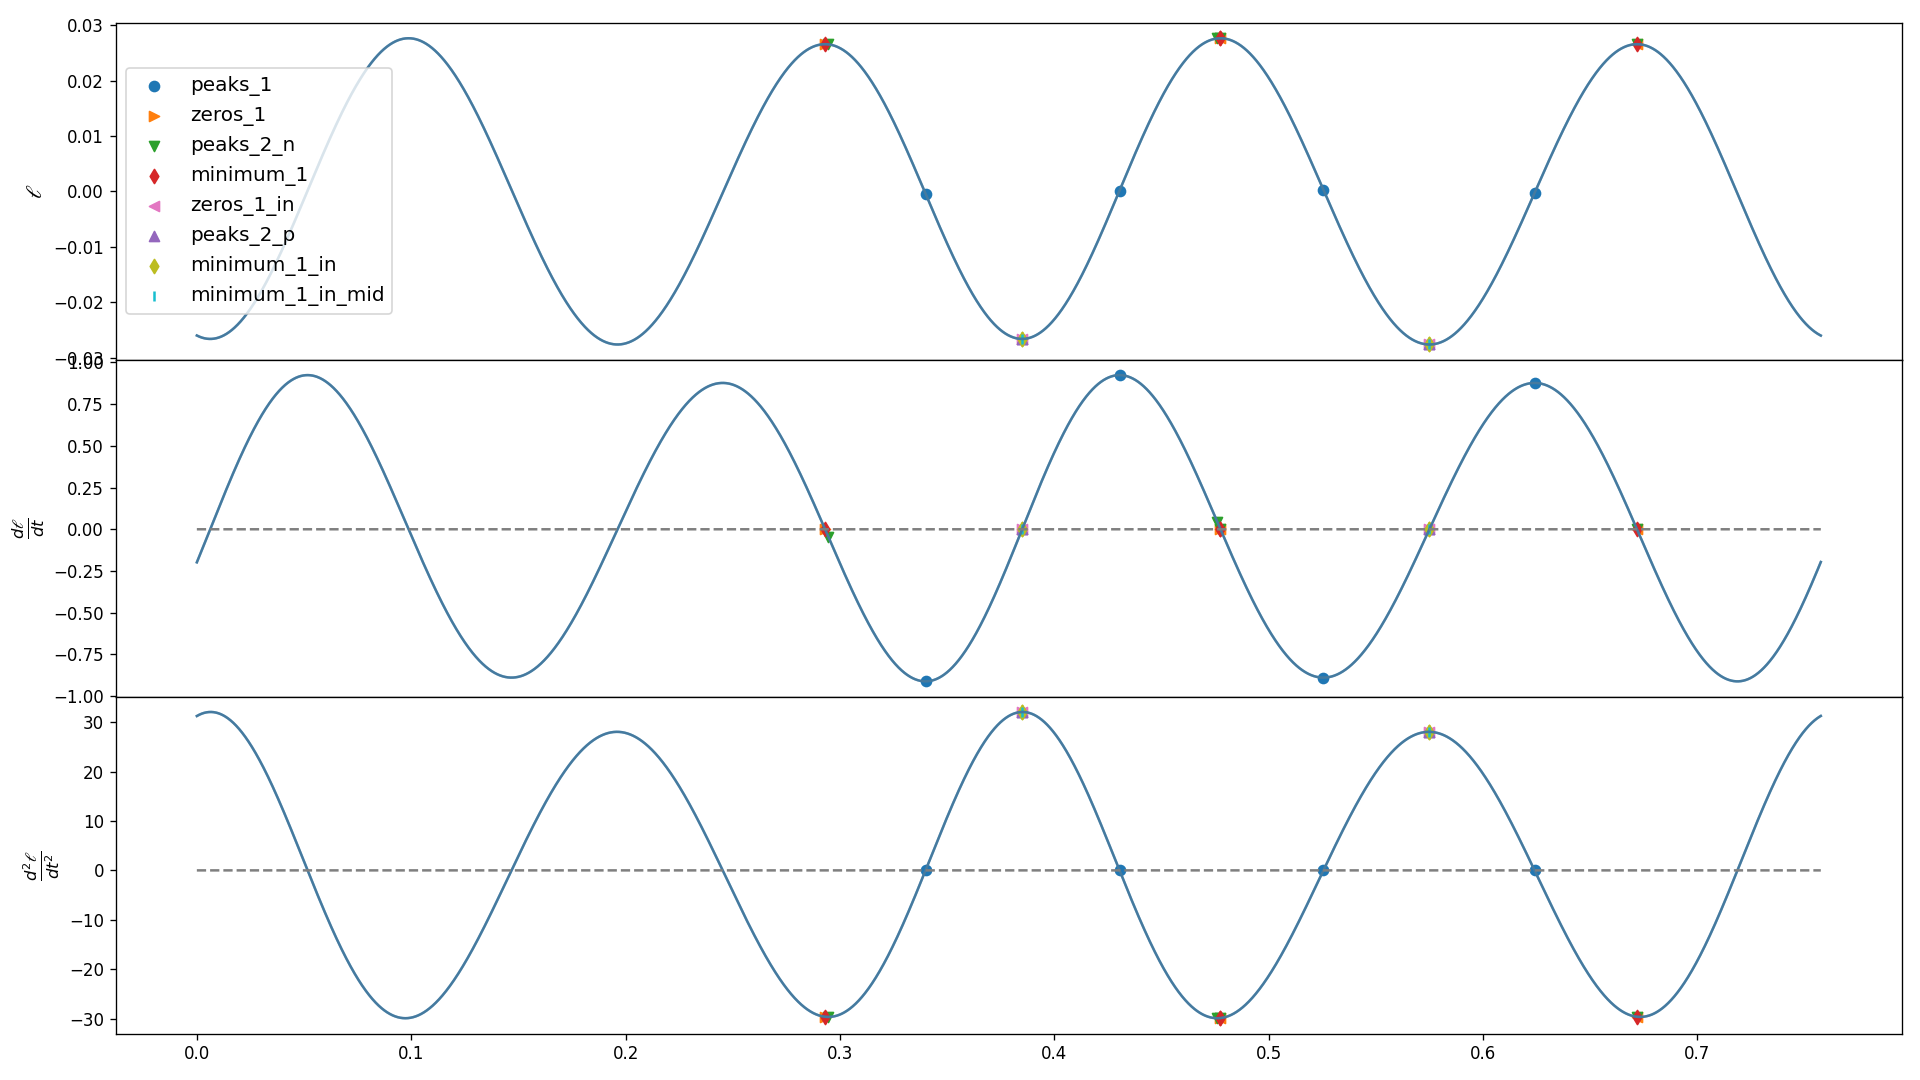 0.03
0.02
0.01
0.00
−0.01
−0.02
−0.03
ℓ
peaks_1
zeros_1
peaks_2_n
minimum_1
zeros_1_in
peaks_2_p
minimum_1_in
minimum_1_in_mid
1.00
0.75
0.50
0.25
0.00
−0.25
−0.50
−0.75
−1.00
dℓ
dt
30
20
10
0
−10
−20
−30
d²ℓ
dt²
0.0 0.1 0.2 0.3 0.4 0.5 0.6 0.7